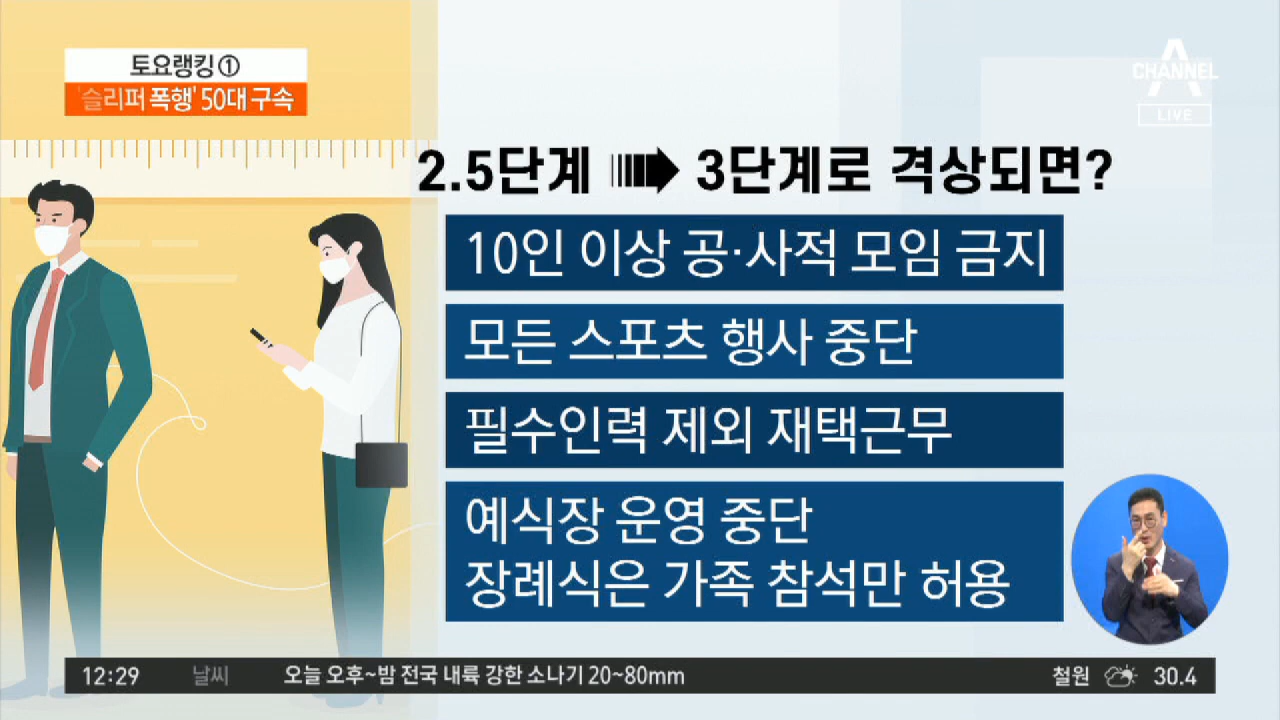 토요랭킹 ①
'슬리퍼 폭행' 50대 구속
CHANNEL A
LIVE
2.5단계 ➡ 3단계로 격상되면?
10인 이상 공·사적 모임 금지
모든 스포츠 행사 중단
필수인력 제외 재택근무
예식장 운영 중단
장례식은 가족 참석만 허용
12:29 날씨 오늘 오후~밤 전국 내륙 강한 소나기 20~80mm 철원 30.4